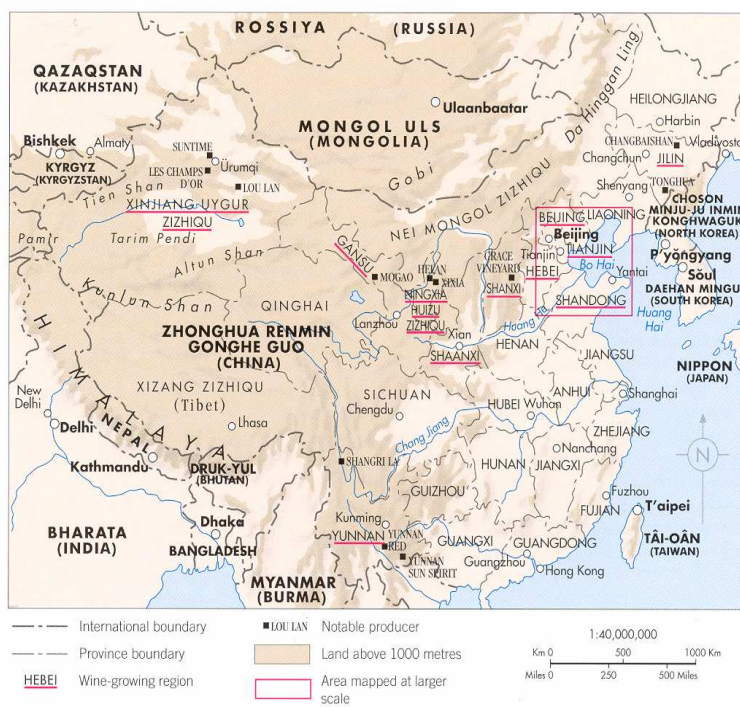 ROSSIYA (RUSSIA)
QAZAQSTAN
(KAZAKHSTAN)
Ulaanbaatar
Da Hinggan Ling
HEILONGJIANG
Harbin
MONGOL ULS
(MONGOLIA)
Bishkek
Almaty
SUNTIME
Ürümqi
CHANGBAISHAN
Vladivosto
Changchun
JILIN
KYRGYZ
(KYRGYZSTAN)
LES CHAMPS
D'OR
LOU LAN
Gobi
Tien Shan
Shenyang
TONGHUA
XINJIANG UYGUR
ZIZHIQU
NEI MONGOL ZIZHIQU
CHOSON
MINJU-JU INMIN
KONGHWAGUK
(NORTH KOREA)
BEIJING
LIAONING
Beijing
Pamir
Tarim Pendi
Altun Shan
GANSU
TIANJIN
Tianjin
Bo Hai
P'yŏngyang
HEBEI
MOGAO
XIXIA
GRACE
VINEYARD
SHANXI
Yantai
Sŏul
DAEHAN MINGU
(SOUTH KOREA)
Kunlun Shan
QINGHAI
NINGXIA
HUIZU
ZIZHIQU
SHANDONG
Lanzhou
Huang
Hai
ZHONGHUA RENMIN
GONGHE GUO
(CHINA)
Xian
SHAANXI
HENAN
JIANGSU
NIPPON
(JAPAN)
HIMALAYA
XIZANG ZIZHIQU
(Tibet)
SICHUAN
Chengdu
HUBEI
Wuhan
ANHUI
Shanghai
New
Delhi
Delhi
NEPAL
Lhasa
Chang Jiang
ZHEJIANG
N
Kathmandu
DRUK-YUL
(BHUTAN)
SHANGRI LA
HUNAN
JIANGXI
Nanchang
GUIZHOU
Fuzhou
FUJIAN
T'aipei
BHARATA
(INDIA)
Dhaka
BANGLADESH
Kunming
YUNNAN
YUNNAN
RED
YUNNAN
SUN SPIRIT
GUANGXI
GUANGDONG
Guangzhou
Hong Kong
TÂI-OÂN
(TAIWAN)
MYANMAR
(BURMA)
International boundary
LOU LAN Notable producer
1:40,000,000
Province boundary
Land above 1000 metres
Km 0 500 1000 Km
HEBEI Wine-growing region
Area mapped at larger
scale
Miles 0 250 500 Miles